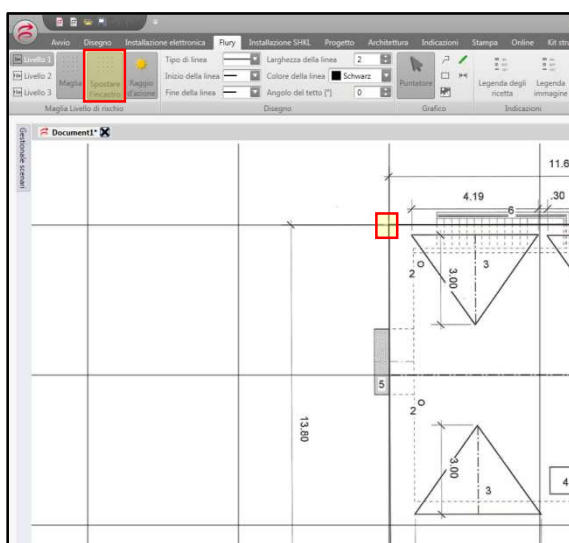 Avvio Disegno Installazione elettronica Flury Installazione SHKL Progetto Architettura Indicazioni Stampa Online Kit
Livello 1
Livello 2
Livello 3
Maglia
Spostare l'incastro
Raggio d'azione
Maglia Livello di rischio
Tipo di linea
Inizio della linea
Fine della linea
Larghezza della linea 2
Colore della linea Schwarz
Angolo del tetto [°] 0
Disegno
Puntatore
Grafico
Legenda degli ricetta
Legenda immagine
Indicazioni
Document1*
Gestionale scenari
11.6
4.19 .30
6
2 3.00 3
5
13.80
2
3.00 3 4